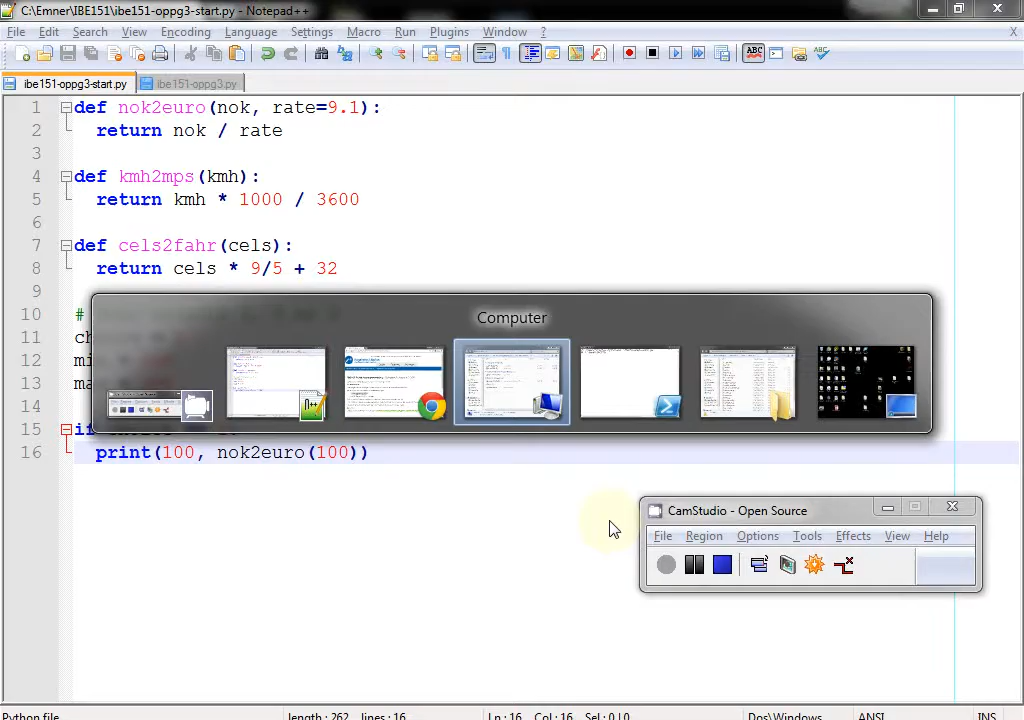 C:\Emner\IBE151\ibe151-oppg3-start.py - Notepad++
File Edit Search View Encoding Language Settings Macro Run Plugins Window ? X
ibe151-oppg3-start.py ibe151-oppg3.py
1 def nok2euro(nok, rate=9.1):
2 return nok / rate
3
4 def kmh2mps(kmh):
5 return kmh * 1000 / 3600
6
7 def cels2fahr(cels):
8 return cels * 9/5 + 32
9
10 #
Computer
11 ch
12 mi
13 ma
14
15 if
16 print(100, nok2euro(100))
CamStudio - Open Source
File Region Options Tools Effects View Help
Python file length : 262 lines : 16 Ln : 16 Col : 16 Sel : 0 | 0 Dos\Windows ANSI INS